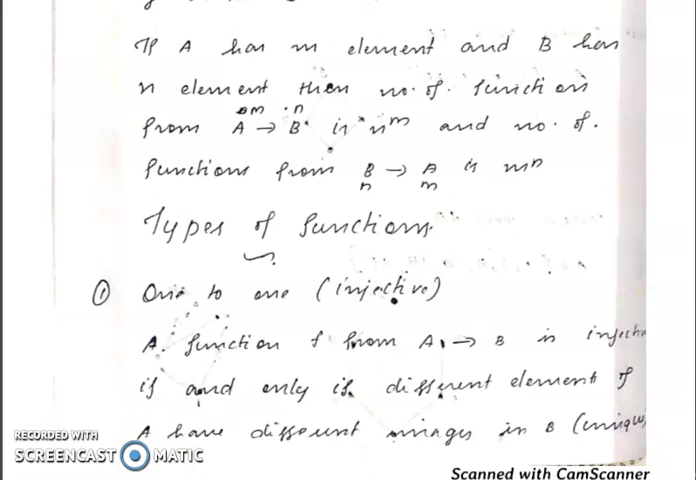 If A has m element and B has
n element then no. of. function
m n
from A → B is n^m and no. of.
functions from B → A is m^n
n m
Types of functions
① One to one (injective)
A function f from A → B is injective
if and only if different element of
A have different images in B (unique
RECORDED WITH
SCREENCAST MATIC
Scanned with CamScanner